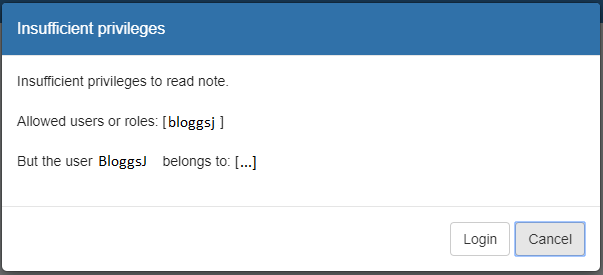 Insufficient privileges
Insufficient privileges to read note.
Allowed users or roles: [bloggsj ]
But the user BloggsJ belongs to: [...]
Login Cancel